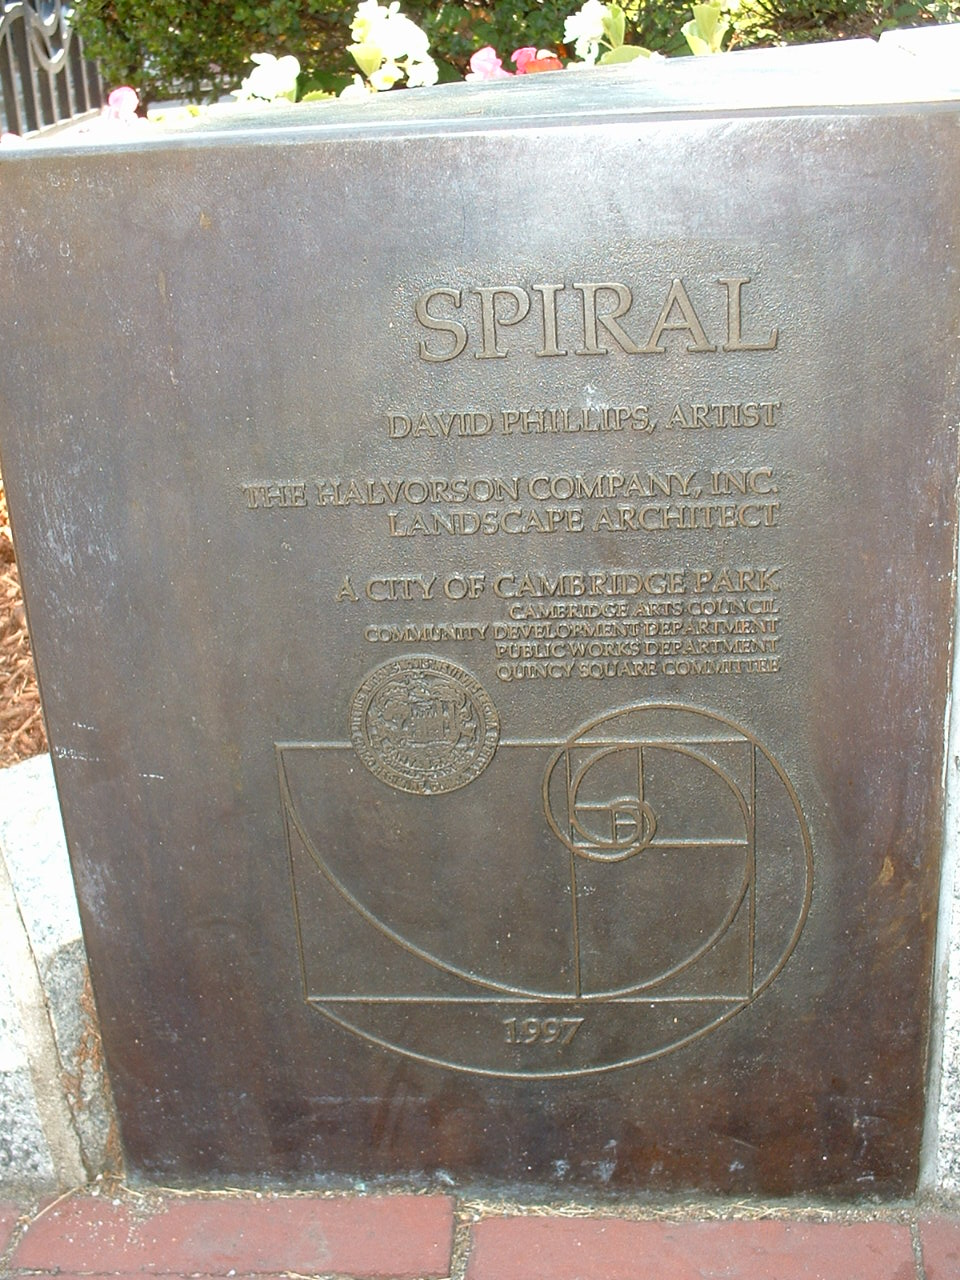 SPIRAL
DAVID PHILLIPS, ARTIST
THE HALVORSON COMPANY, INC.
LANDSCAPE ARCHITECT
A CITY OF CAMBRIDGE PARK
CAMBRIDGE ARTS COUNCIL
COMMUNITY DEVELOPMENT DEPARTMENT
PUBLIC WORKS DEPARTMENT
QUINCY SQUARE COMMITTEE
1997